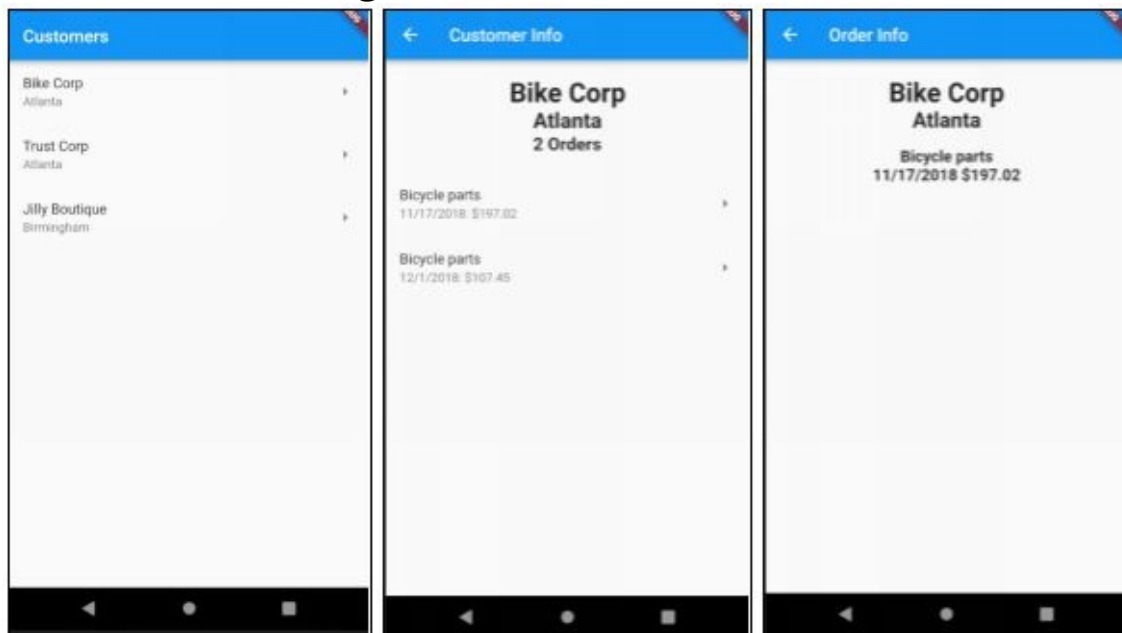 Customers
Bike Corp
Atlanta
Trust Corp
Atlanta
Jilly Boutique
Birmingham
Customer Info
Bike Corp
Atlanta
2 Orders
Bicycle parts
11/17/2018: $197.02
Bicycle parts
12/1/2018: $107.45
Order Info
Bike Corp
Atlanta
Bicycle parts
11/17/2018 $197.02